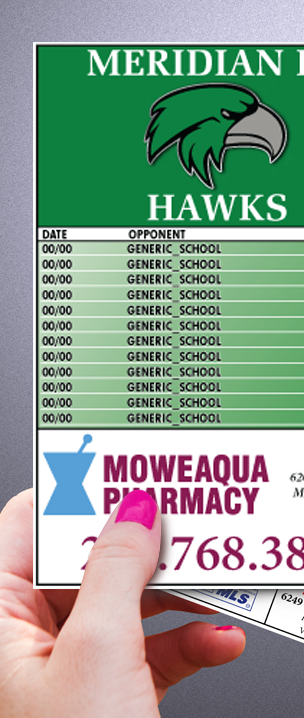 MERIDIAN
HAWKS
DATE OPPONENT
00/00 GENERIC_SCHOOL
00/00 GENERIC_SCHOOL
00/00 GENERIC_SCHOOL
00/00 GENERIC_SCHOOL
00/00 GENERIC_SCHOOL
00/00 GENERIC_SCHOOL
00/00 GENERIC_SCHOOL
00/00 GENERIC_SCHOOL
00/00 GENERIC_SCHOOL
00/00 GENERIC_SCHOOL
00/00 GENERIC_SCHOOL
00/00 GENERIC_SCHOOL
MOWEAQUA
PHARMACY
.768.38
MLS
6249